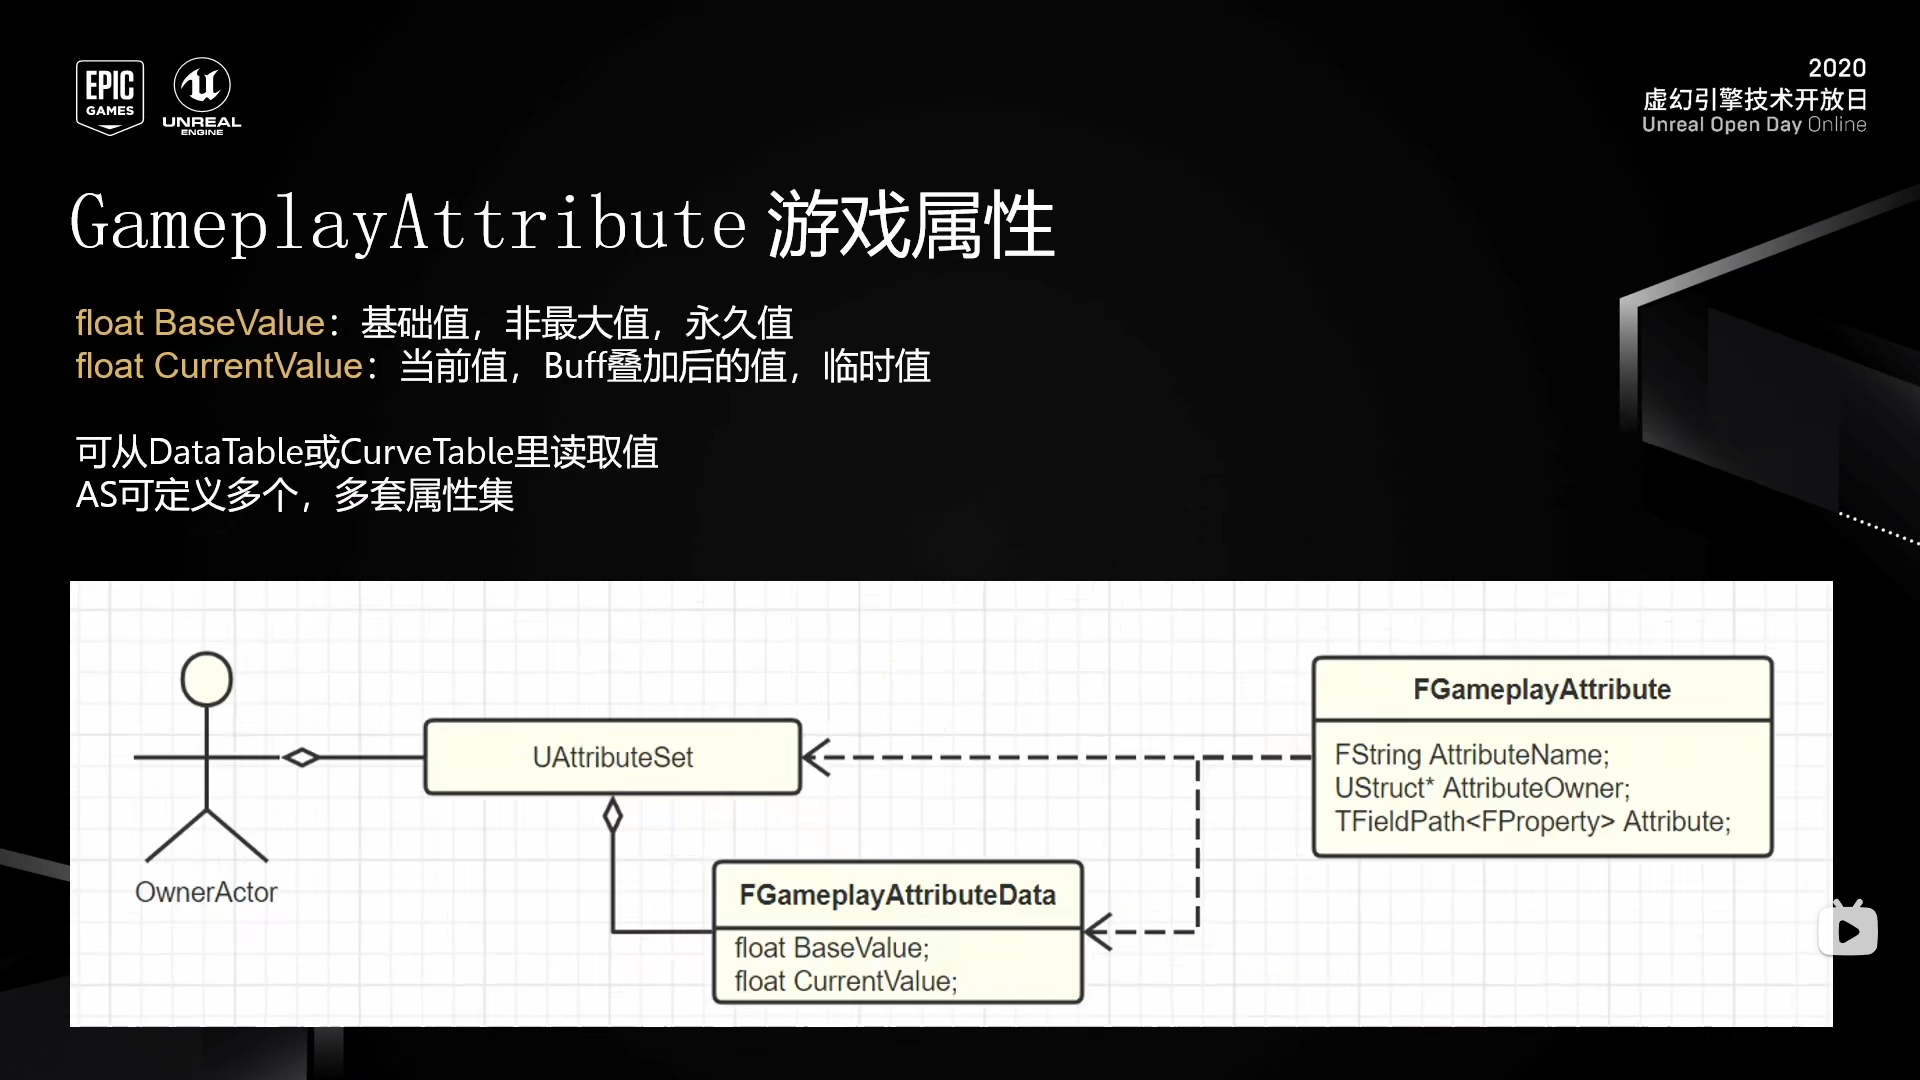 EPIC
GAMES
UNREAL
ENGINE
2020
虚幻引擎技术开放日
Unreal Open Day Online
GameplayAttribute 游戏属性
float BaseValue：基础值，非最大值，永久值
float CurrentValue：当前值，Buff叠加后的值，临时值
可从DataTable或CurveTable里读取值
AS可定义多个，多套属性集
OwnerActor
UAttributeSet
FGameplayAttributeData
float BaseValue;
float CurrentValue;
FGameplayAttribute
FString AttributeName;
UStruct* AttributeOwner;
TFieldPath<FProperty> Attribute;